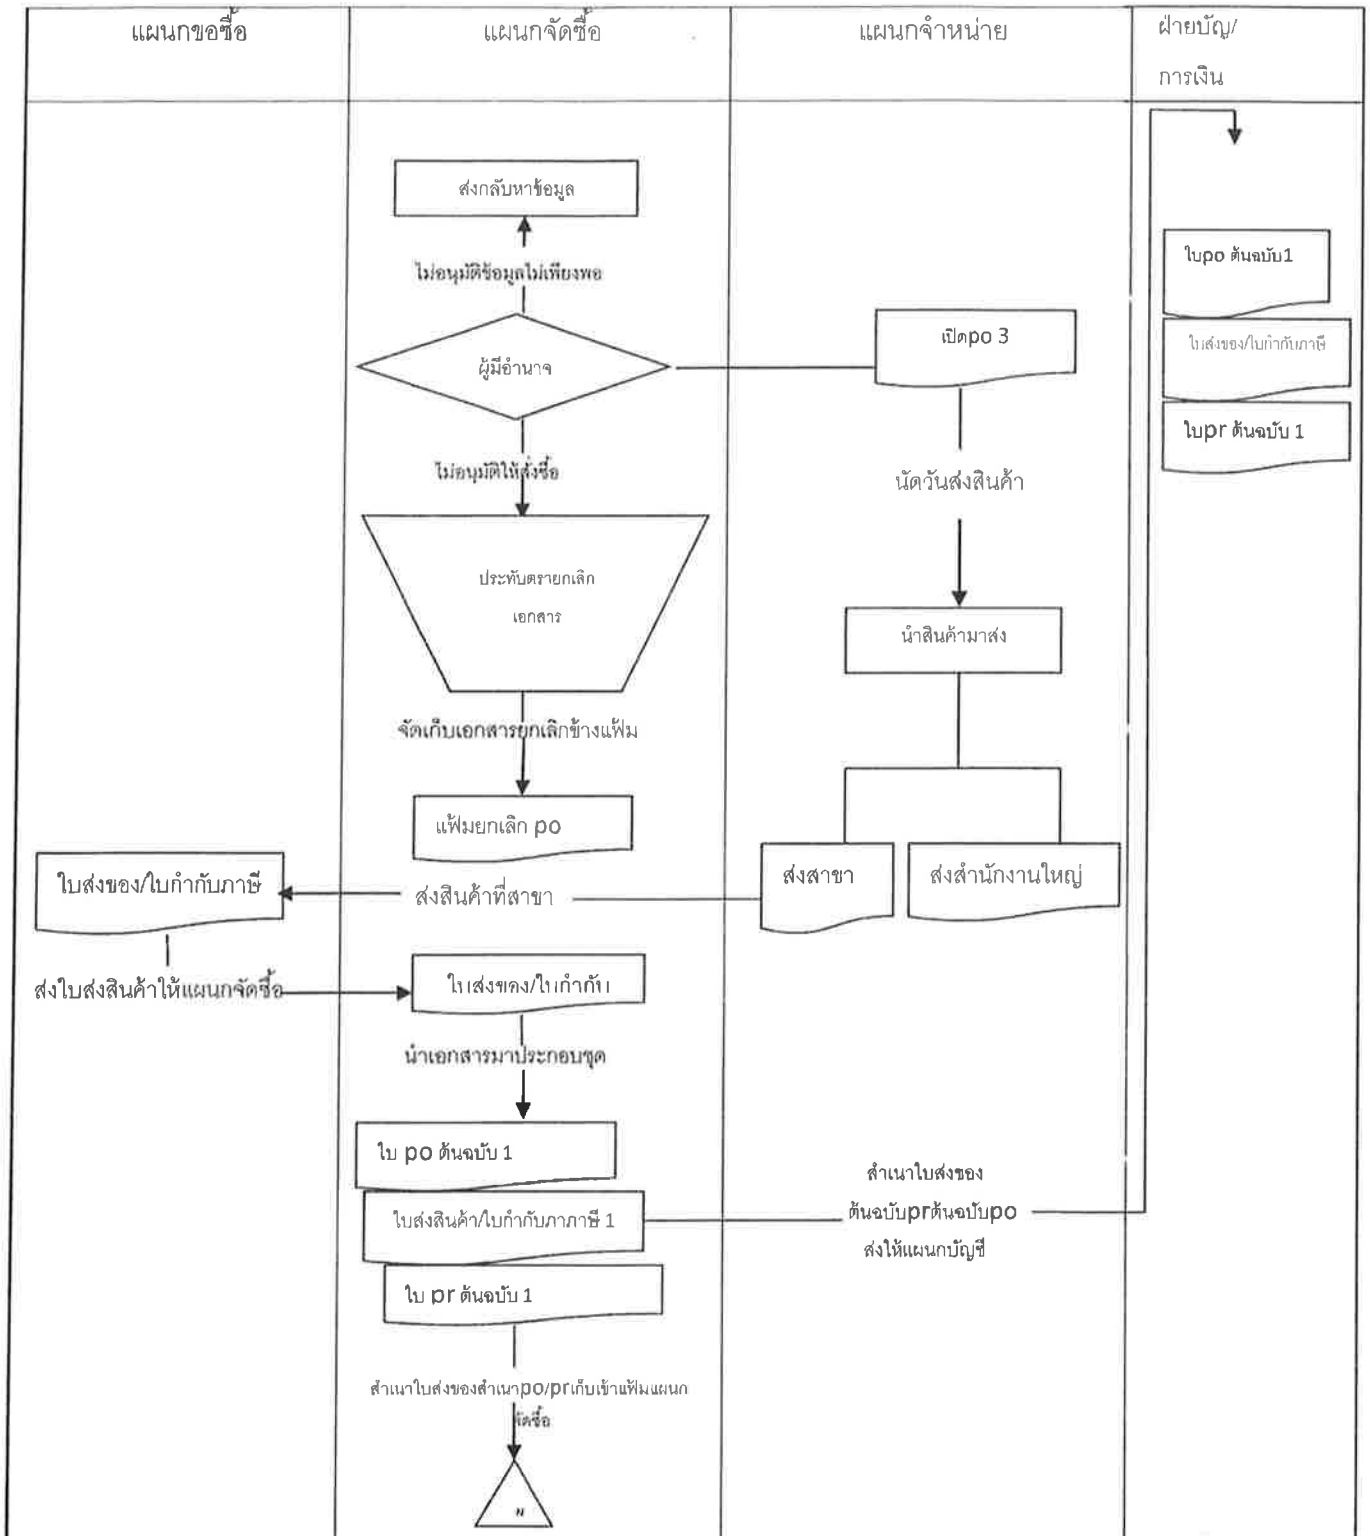 แผนกขอซื้อ
แผนกจัดซื้อ
แผนกจำหน่าย
ฝ่ายบัญ/
การเงิน
ส่งกลับหาข้อมูล
ไม่อนุมัติข้อมูลไม่เพียงพอ
ผู้มีอำนาจ
เปิดpo 3
ใบpo ต้นฉบับ1
ใบส่งของ/ใบกำกับภาษี
ใบpr ต้นฉบับ 1
ไม่อนุมัติให้สั่งซื้อ
นัดวันส่งสินค้า
ประทับตรายกเลิก
เอกสาร
นำสินค้ามาส่ง
จัดเก็บเอกสารยกเลิกข้างแฟ้ม
แฟ้มยกเลิก po
ใบส่งของ/ใบกำกับภาษี
ส่งสินค้าที่สาขา
ส่งสาขา
ส่งสำนักงานใหญ่
ส่งใบส่งสินค้าให้แผนกจัดซื้อ
ใบส่งของ/ใบกำกับ
นำเอกสารมาประกอบชุด
ใบ po ต้นฉบับ 1
ใบส่งสินค้า/ใบกำกับภาภาษี 1
ใบ pr ต้นฉบับ 1
สำเนาใบส่งของ
ต้นฉบับprต้นฉบับpo
ส่งให้แผนกบัญชี
สำเนาใบส่งของสำเนาpo/prเก็บเข้าแฟ้มแผนก
จัดซื้อ
N